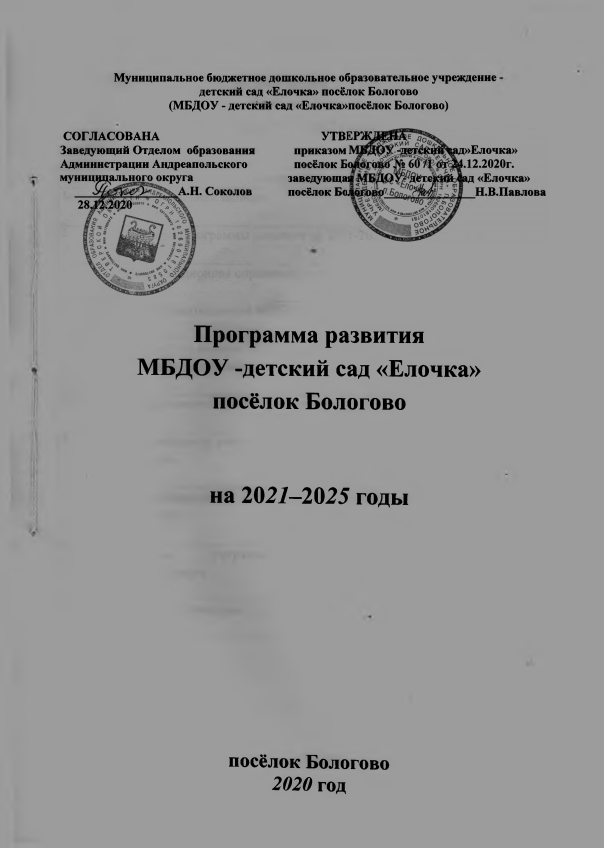 Муниципальное бюджетное дошкольное образовательное учреждение -
детский сад «Елочка» посёлок Бологово
(МБДОУ - детский сад «Елочка»посёлок Бологово)
СОГЛАСОВАНА
Заведующий Отделом образования
Администрации Андреапольского
муниципального округа
А.Н. Соколов
28.12.2020
УТВЕРЖДЕНА
приказом МБДОУ -детский сад»Елочка»
посёлок Бологово № 60 /1 от 24.12.2020г.
заведующая МБДОУ- детский сад «Елочка»
посёлок Бологово Н.В.Павлова
Программа развития
МБДОУ -детский сад «Елочка»
посёлок Бологово
на 2021–2025 годы
посёлок Бологово
2020 год